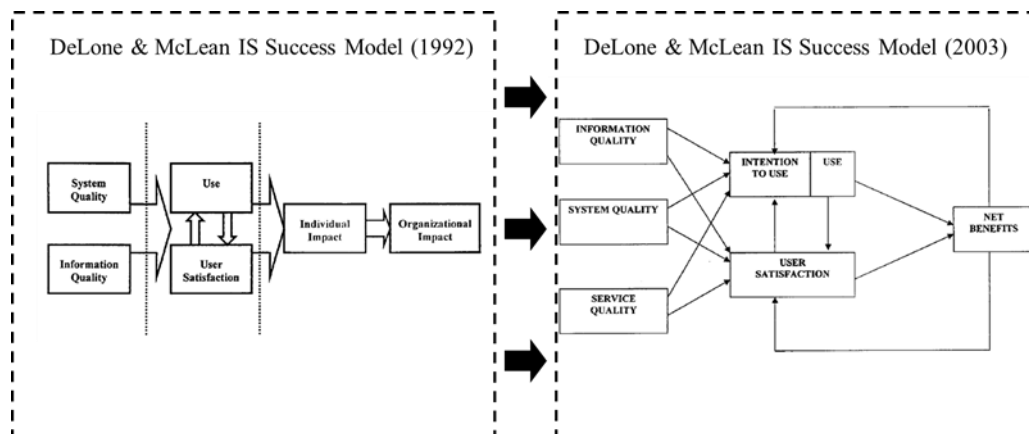 DeLone & McLean IS Success Model (1992)
System
Quality
Information
Quality
Use
User
Satisfaction
Individual
Impact
Organizational
Impact
DeLone & McLean IS Success Model (2003)
INFORMATION
QUALITY
SYSTEM QUALITY
SERVICE
QUALITY
INTENTION
TO USE
USE
USER
SATISFACTION
NET
BENEFITS